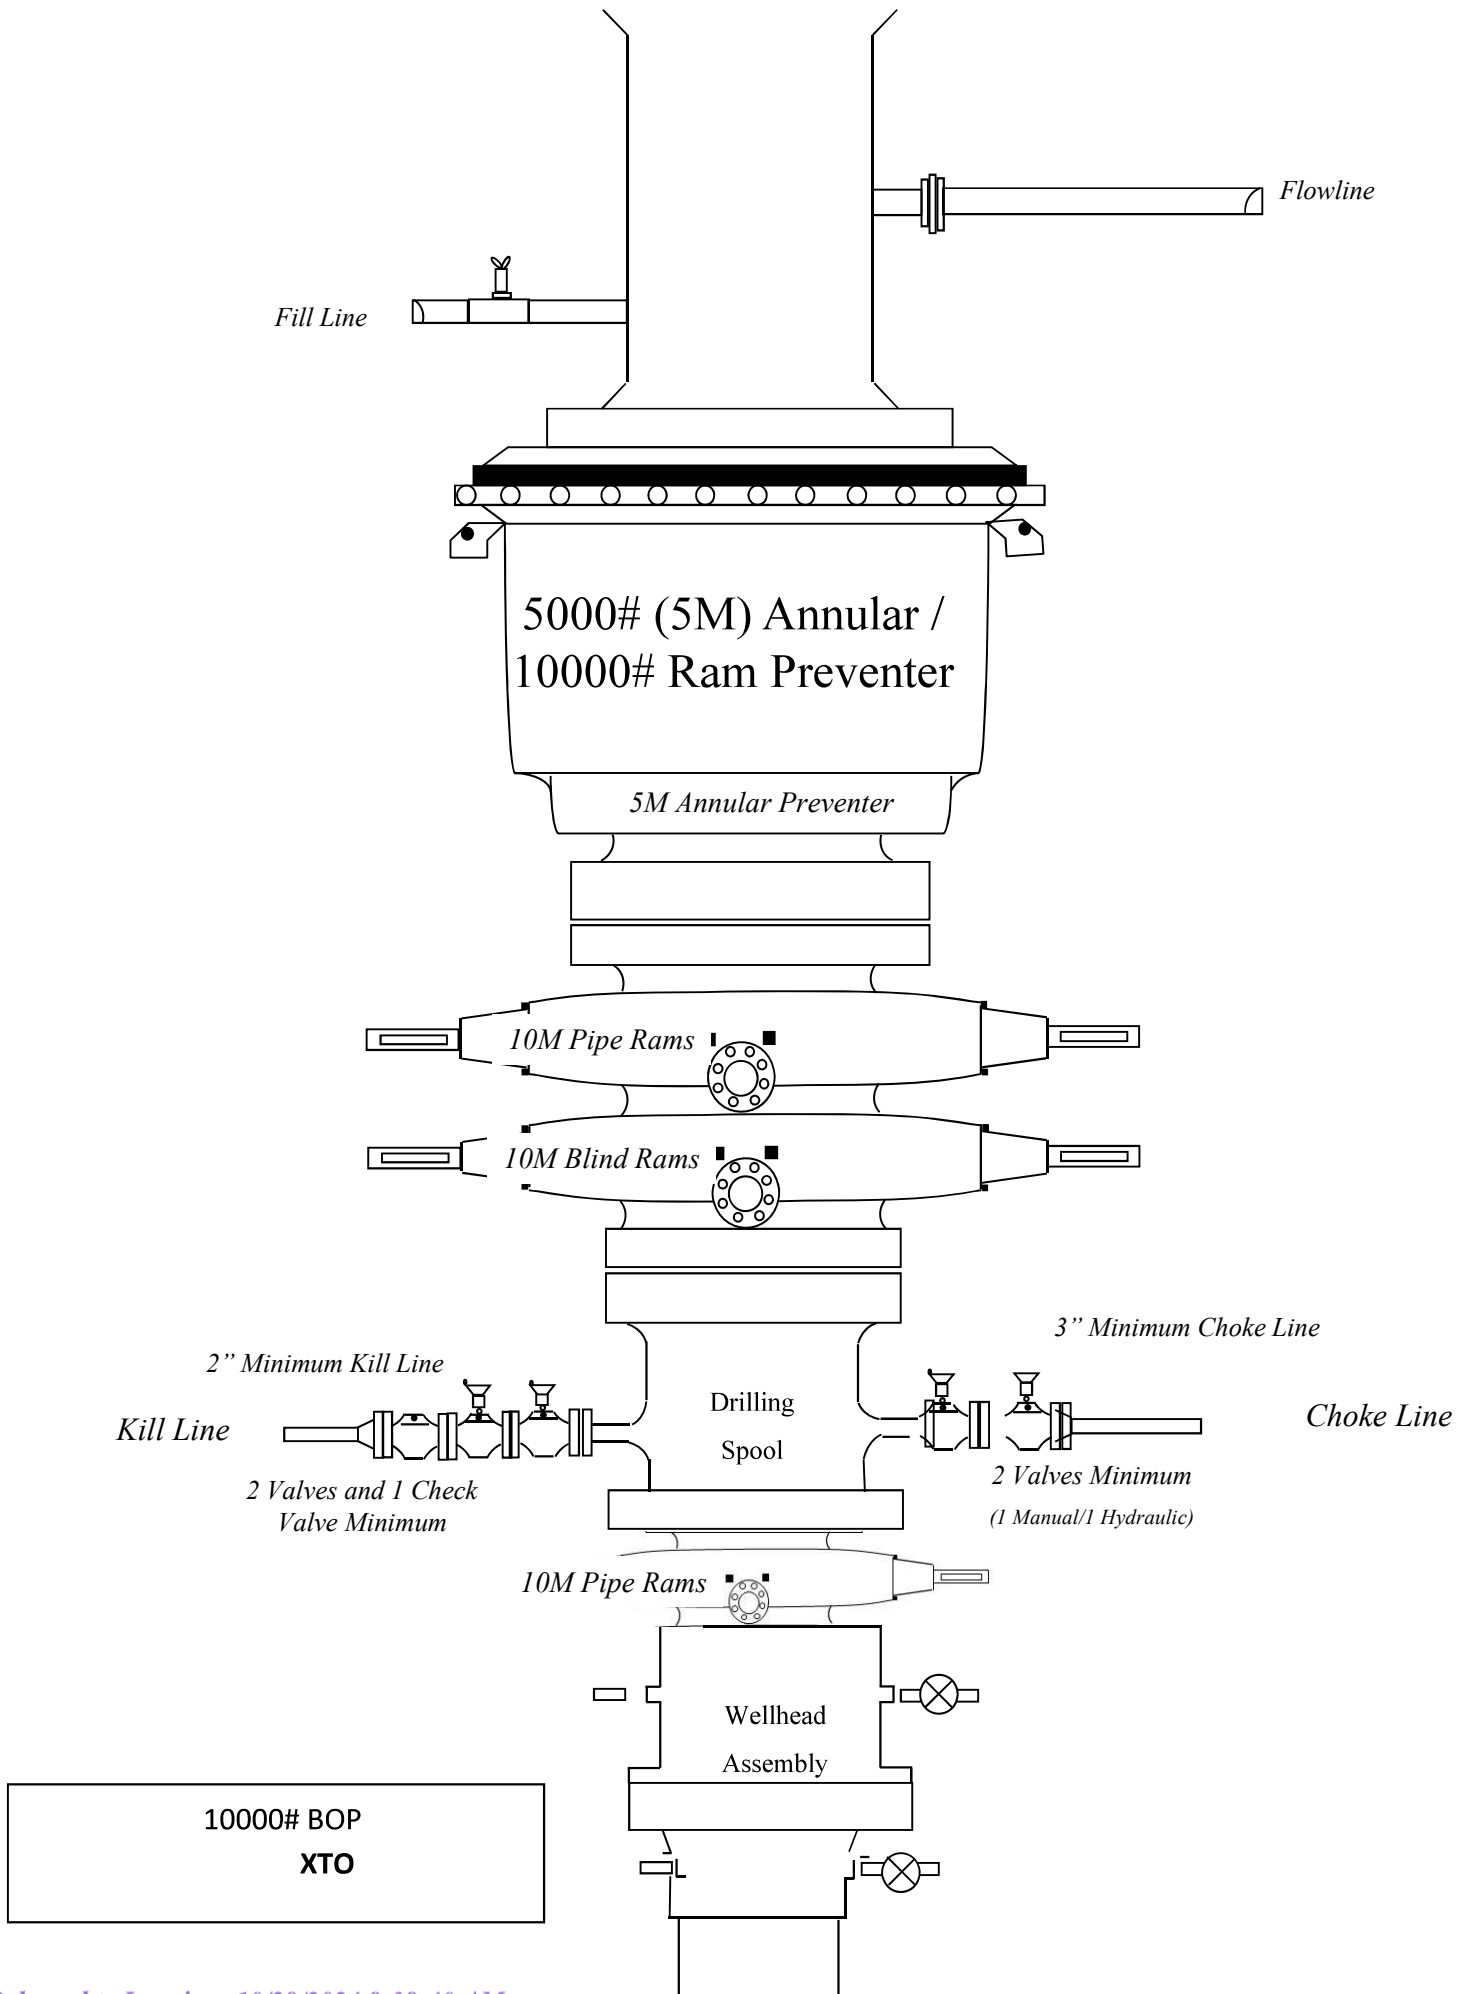 Flowline
Fill Line
5000# (5M) Annular /
10000# Ram Preventer
5M Annular Preventer
10M Pipe Rams
10M Blind Rams
3” Minimum Choke Line
2” Minimum Kill Line
Drilling
Spool
Kill Line
Choke Line
2 Valves and 1 Check
Valve Minimum
2 Valves Minimum
(1 Manual/1 Hydraulic)
10M Pipe Rams
Wellhead
Assembly
10000# BOP
XTO